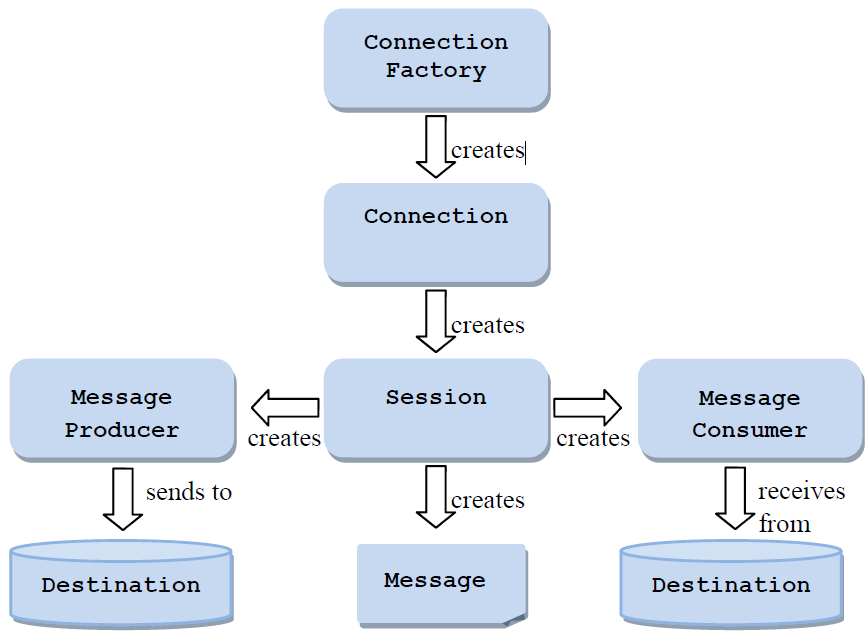 Connection
Factory
creates
Connection
creates
Message
Producer
creates
Session
creates
Message
Consumer
sends to
creates
receives
from
Destination
Message
Destination